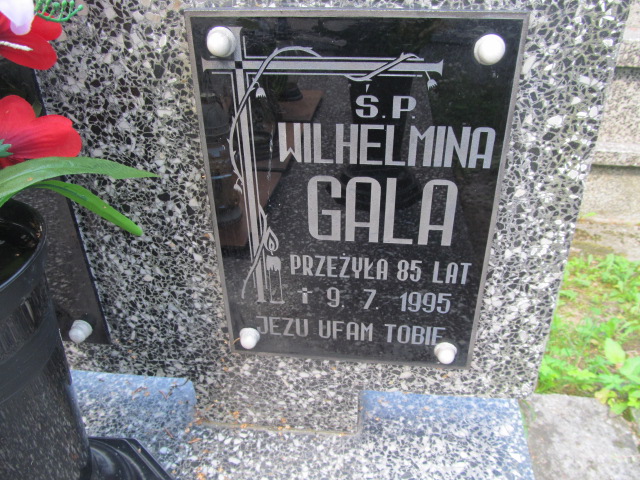 Ś.P.
WILHELMINA
GALA
PRZEŻYŁA 85 LAT
† 9. 7. 1995
JEZU UFAM TOBIE